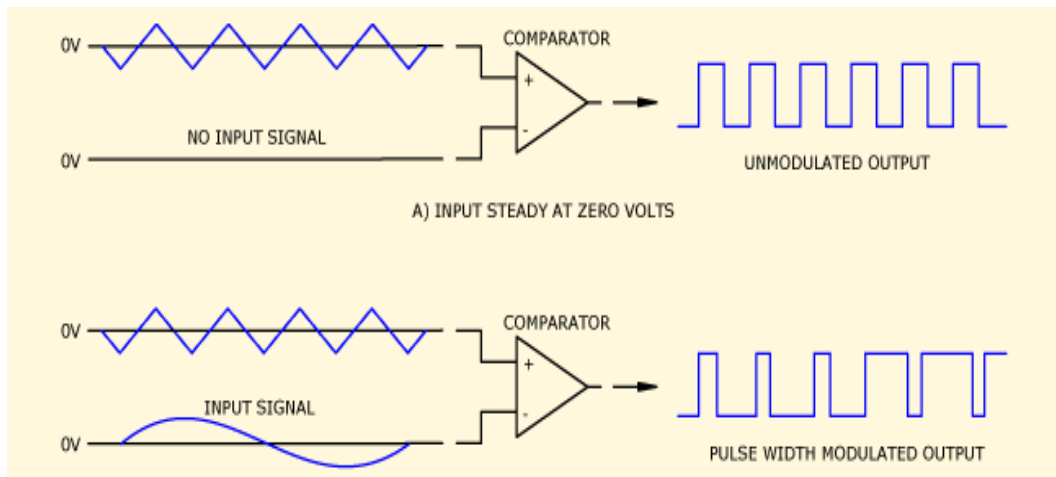 0V
COMPARATOR
+
-
NO INPUT SIGNAL
0V
UNMODULATED OUTPUT
A) INPUT STEADY AT ZERO VOLTS
0V
COMPARATOR
+
-
INPUT SIGNAL
0V
PULSE WIDTH MODULATED OUTPUT